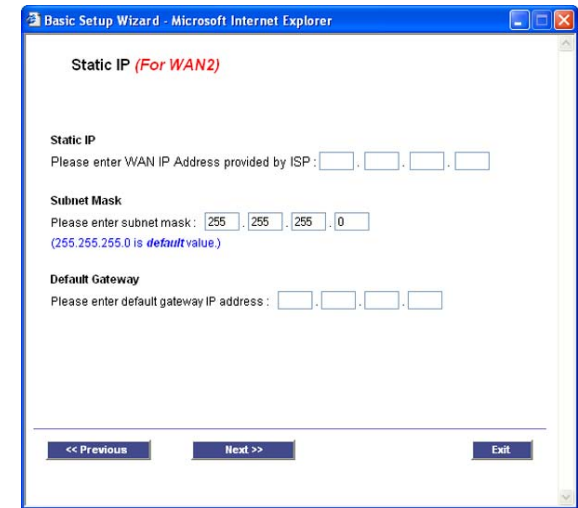 Basic Setup Wizard - Microsoft Internet Explorer
Static IP (For WAN2)
Static IP
Please enter WAN IP Address provided by ISP : . . .
Subnet Mask
Please enter subnet mask : 255 . 255 . 255 . 0
(255.255.255.0 is default value.)
Default Gateway
Please enter default gateway IP address : . . .
<< Previous Next >> Exit